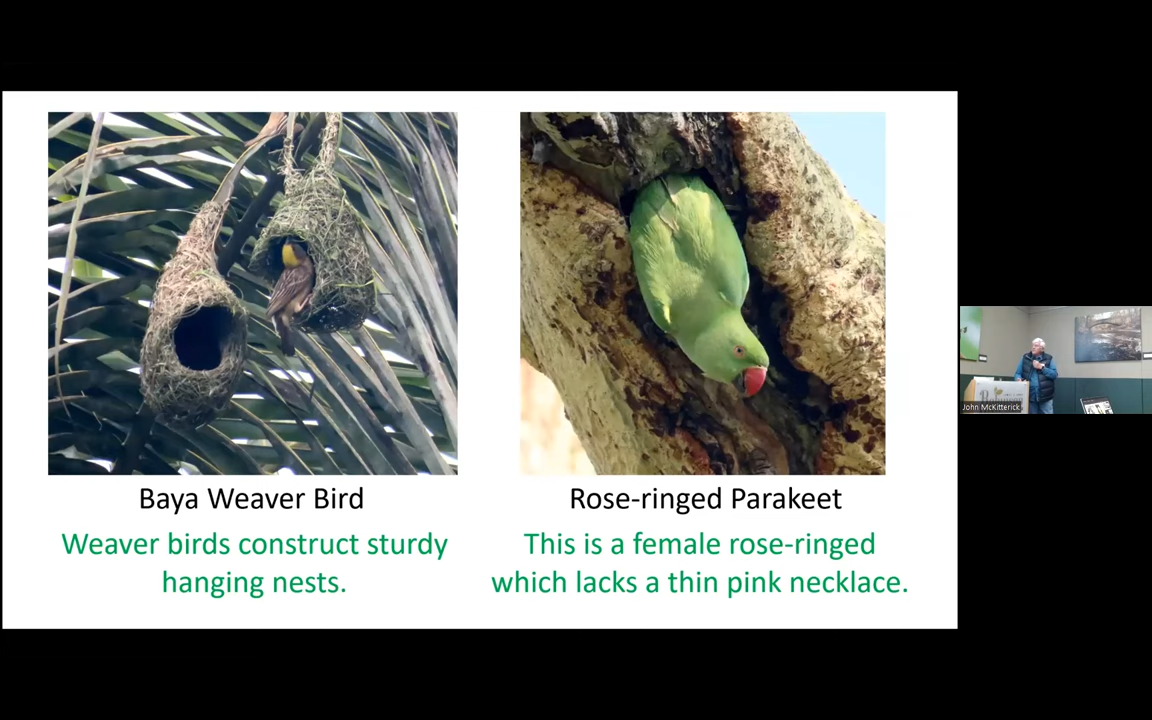 Baya Weaver Bird
Weaver birds construct sturdy
hanging nests.
Rose-ringed Parakeet
This is a female rose-ringed
which lacks a thin pink necklace.
John McKitterick